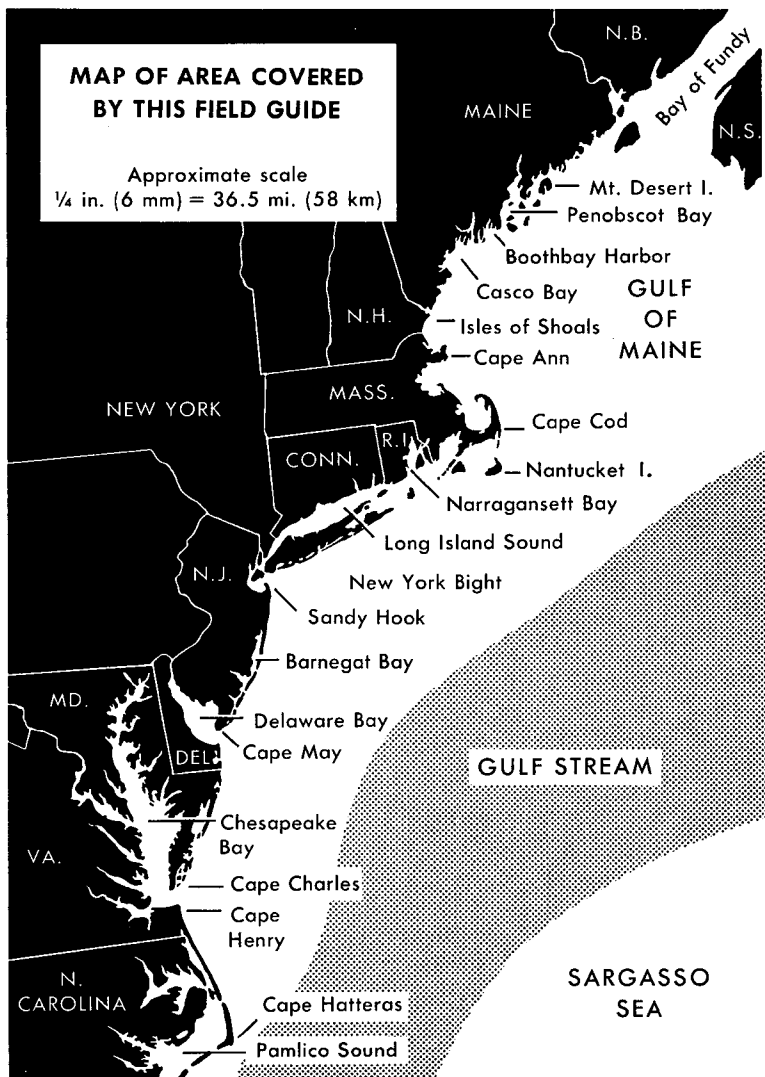 MAP OF AREA COVERED
BY THIS FIELD GUIDE
Approximate scale
¼ in. (6 mm) = 36.5 mi. (58 km)
N.B.
Bay of Fundy
MAINE
N.S.
Mt. Desert I.
Penobscot Bay
Boothbay Harbor
Casco Bay
GULF
OF
MAINE
N.H.
Isles of Shoals
Cape Ann
MASS.
NEW YORK
Cape Cod
R.I.
CONN.
Nantucket I.
Narragansett Bay
Long Island Sound
N.J.
New York Bight
Sandy Hook
Barnegat Bay
MD.
Delaware Bay
Cape May
DEL.
GULF STREAM
Chesapeake
Bay
VA.
Cape Charles
Cape
Henry
N.
CAROLINA
SARGASSO
SEA
Cape Hatteras
Pamlico Sound